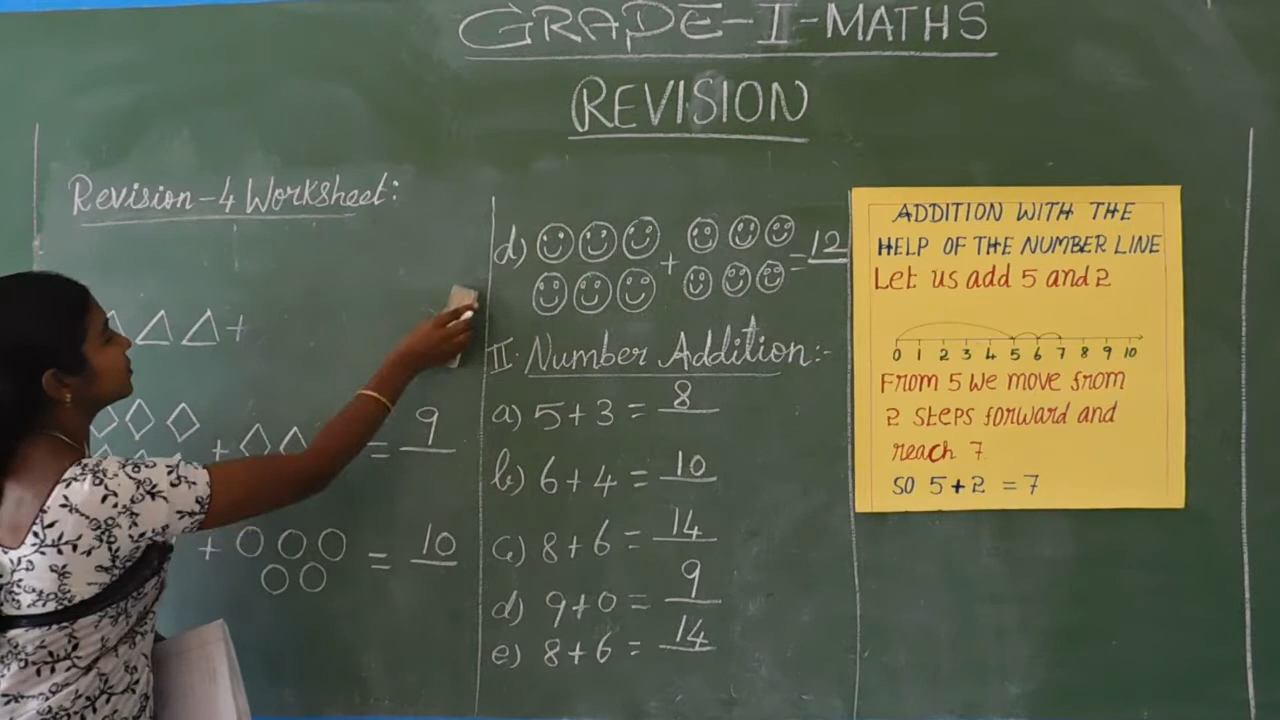 GRADE-I-MATHS
REVISION
Revision-4 Worksheet:
+
+ = 9
+ = 10
d) + = 12
II. Number Addition:-
a) 5+3 = 8
b) 6+4 = 10
c) 8+6 = 14
d) 9+0 = 9
e) 8+6 = 14
ADDITION WITH THE
HELP OF THE NUMBER LINE
Let us add 5 and 2
0 1 2 3 4 5 6 7 8 9 10
From 5 we move from
2 steps forward and
reach 7
so 5+2 = 7